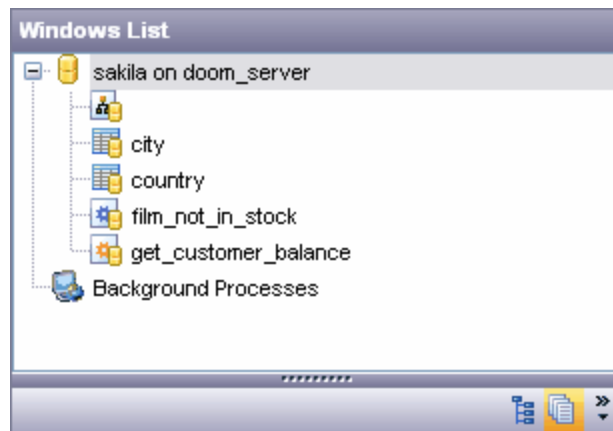 Windows List
sakila on doom_server
city
country
film_not_in_stock
get_customer_balance
Background Processes